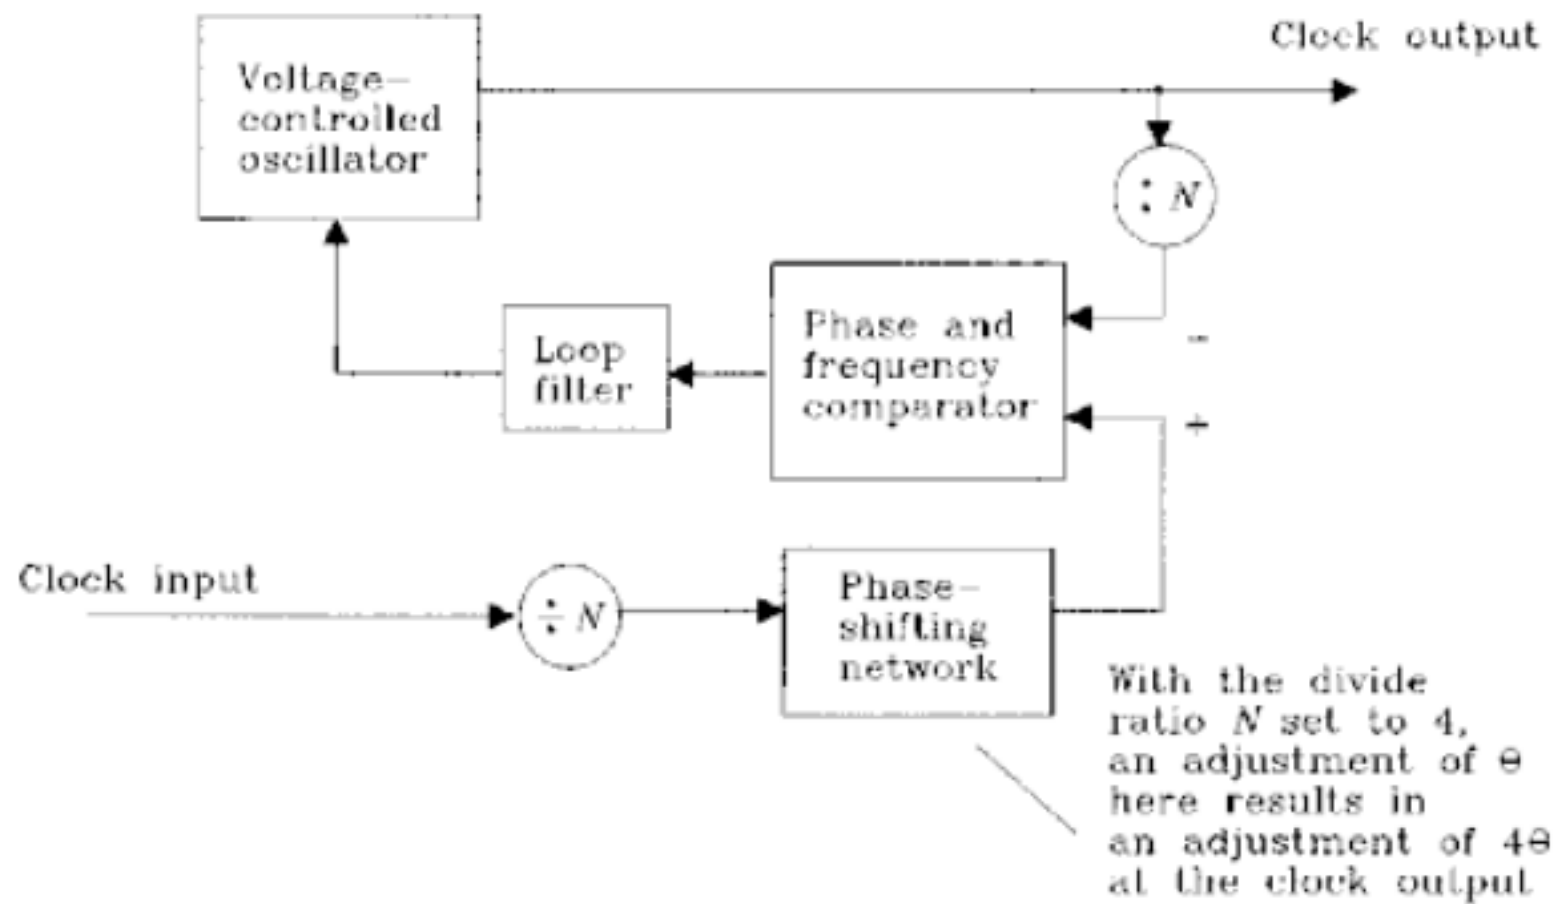 Clock output
Voltage-
controlled
oscillator
÷ N
Phase and
frequency
comparator
Loop
filter
-
+
Clock input
÷ N
Phase-
shifting
network
With the divide
ratio N set to 4,
an adjustment of θ
here results in
an adjustment of 4θ
at the clock output